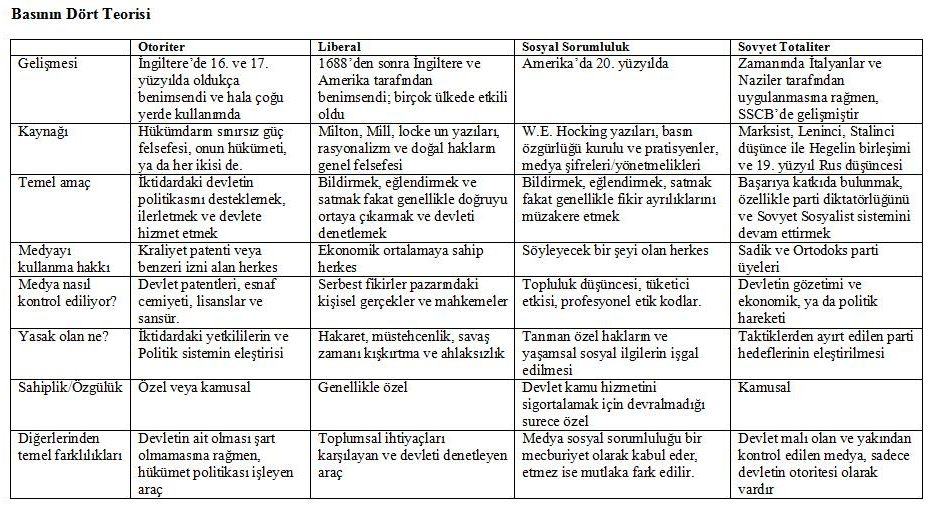 Basının Dört Teorisi
Otoriter
Liberal
Sosyal Sorumluluk
Sovyet Totaliter
Gelişmesi
İngiltere'de 16. ve 17.
yüzyılda oldukça
benimsendi ve hala çoğu
yerde kullanımda
1688'den sonra İngiltere ve
Amerika tarafından
benimsendi; birçok ülkede etkili
oldu
Amerika'da 20. yüzyılda
Zamanında İtalyanlar ve
Naziler tarafından
uygulanmasına rağmen,
SSCB'de gelişmiştir
Kaynağı
Hükümdarın sınırsız güç
felsefesi, onun hükümeti,
ya da her ikisi de.
Milton, Mill, locke un yazıları,
rasyonalizm ve doğal hakların
genel felsefesi
W.E. Hocking yazıları, basın
özgürlüğü kurulu ve pratisyenler,
medya şifreleri/yönetmelikleri
Marksist, Leninci, Stalinci
düşünce ile Hegelin birleşimi
ve 19. yüzyıl Rus düşüncesi
Temel amaç
İktidardaki devletin
politikasını desteklemek,
ilerletmek ve devlete
hizmet etmek
Bildirmek, eğlendirmek ve
satmak fakat genellikle doğruyu
ortaya çıkarmak ve devleti
denetlemek
Bildirmek, eğlendirmek, satmak
fakat genellikle fikir ayrılıklarını
müzakere etmek
Başarıya katkıda bulunmak,
özellikle parti diktatörlüğünü
ve Sovyet Sosyalist sistemini
devam ettirmek
Medyayı
kullanma hakkı
Kraliyet patenti veya
benzeri izni alan herkes
Ekonomik ortalamaya sahip
herkes
Söyleyecek bir şeyi olan herkes
Sadik ve Ortodoks parti
üyeleri
Medya nasıl
kontrol ediliyor?
Devlet patentleri, esnaf
cemiyeti, lisanslar ve
sansür.
Serbest fikirler pazarındaki
kişisel gerçekler ve mahkemeler
Topluluk düşüncesi, tüketici
etkisi, profesyonel etik kodlar.
Devletin gözetimi ve
ekonomik, ya da politik
hareketi
Yasak olan ne?
İktidardaki yetkililerin ve
Politik sistemin eleştirisi
Hakaret, müstehcenlik, savaş
zamanı kışkırtma ve ahlaksızlık
Tanınan özel hakların ve
yaşamsal sosyal ilgilerin işgal
edilmesi
Taktiklerden ayırt edilen parti
hedeflerinin eleştirilmesi
Sahiplik/Özgülük
Özel veya kamusal
Genellikle özel
Devlet kamu hizmetini
sigortalamak için devralmadığı
surece özel
Kamusal
Diğerlerinden
temel farklılıkları
Devletin ait olması şart
olmamasına rağmen,
hükümet politikası işleyen
araç
Toplumsal ihtiyaçları
karşılayan ve devleti denetleyen
araç
Medya sosyal sorumluluğu bir
mecburiyet olarak kabul eder,
etmez ise mutlaka fark edilir.
Devlet malı olan ve yakından
kontrol edilen medya, sadece
devletin otoritesi olarak
vardır